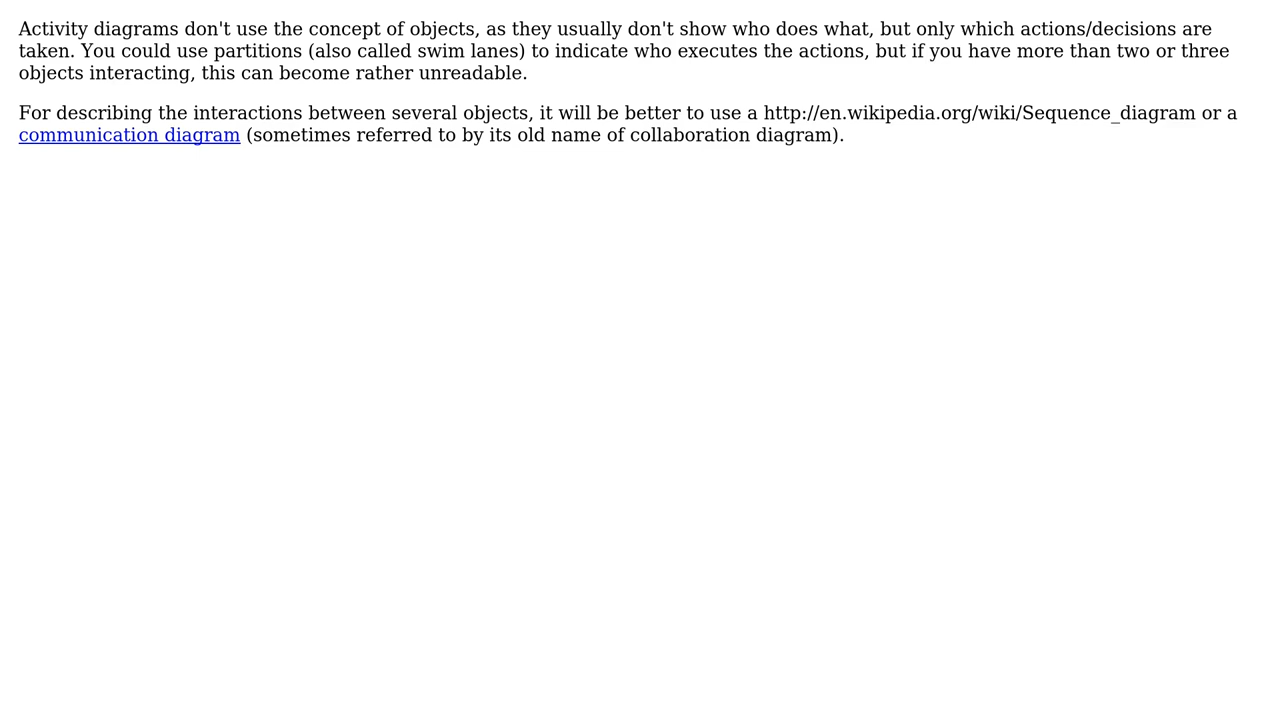 Activity diagrams don't use the concept of objects, as they usually don't show who does what, but only which actions/decisions are
taken. You could use partitions (also called swim lanes) to indicate who executes the actions, but if you have more than two or three
objects interacting, this can become rather unreadable.
For describing the interactions between several objects, it will be better to use a http://en.wikipedia.org/wiki/Sequence_diagram or a
communication diagram (sometimes referred to by its old name of collaboration diagram).